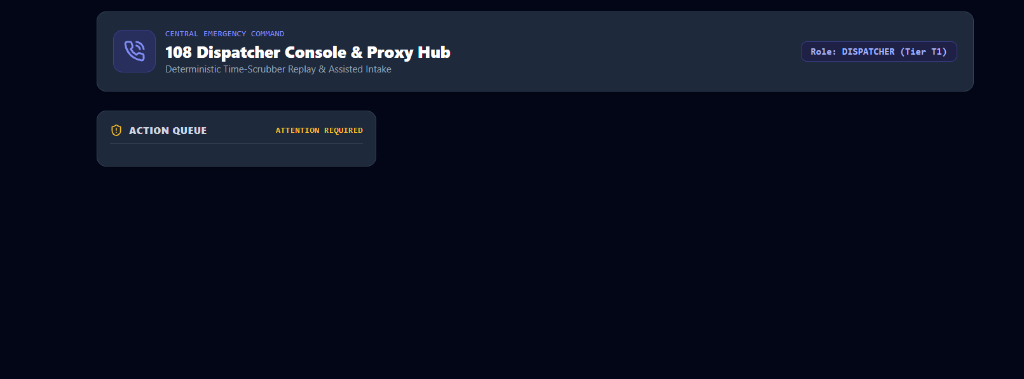 CENTRAL EMERGENCY COMMAND
108 Dispatcher Console & Proxy Hub
Deterministic Time-Scrubber Replay & Assisted Intake
Role: DISPATCHER (Tier T1)
ACTION QUEUE
ATTENTION REQUIRED